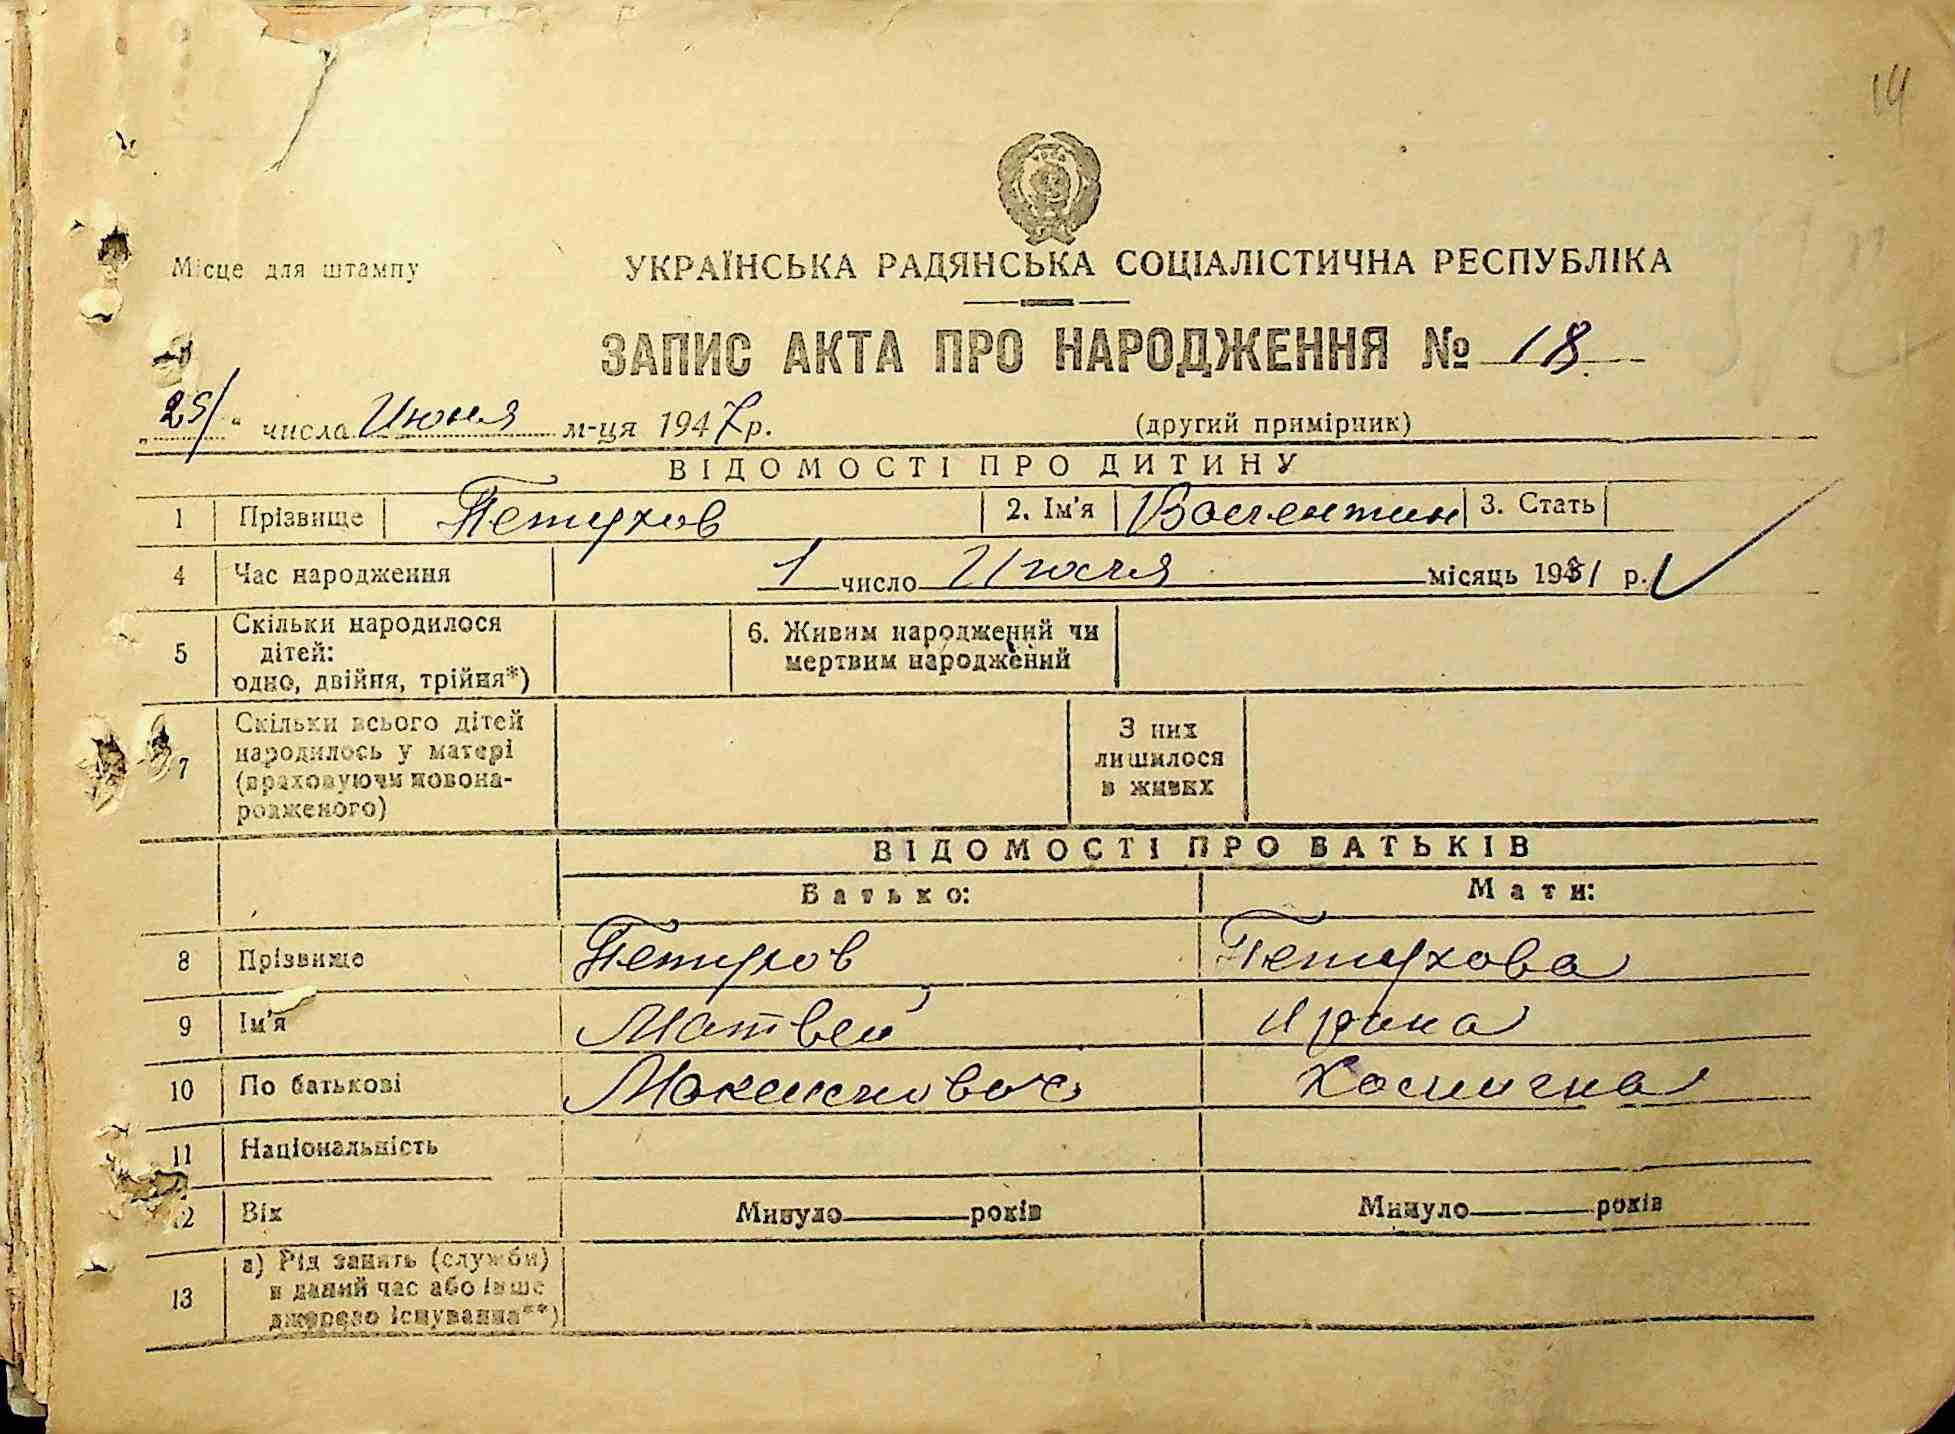 14
Місце для штампу
УКРАЇНСЬКА РАДЯНСЬКА СОЦІАЛІСТИЧНА РЕСПУБЛІКА
ЗАПИС АКТА ПРО НАРОДЖЕННЯ № 18.
„25" числа Июня м-ця 1947 р. (другий примірник)
ВІДОМОСТІ ПРО ДИТИНУ
1 Прізвище Петухов 2. Ім'я Валентин 3. Стать
4 Час народження 1 число Июля місяць 1931 р.
5 Скільки народилося дітей: одно, двійня, трійня*) 6. Живим народжений чи мертвим народжений
7 Скільки всього дітей народилось у матері (враховуючи новонародженого) З них лишилося в живих
ВІДОМОСТІ ПРО БАТЬКІВ
Батько: Мати:
8 Прізвище Петухов Петухова
9 Ім'я Матвей Ирина
10 По батькові Максимович
11 Національність
12 Вік Минуло років Минуло років
13 а) Рід занять (служби) в даний час або інше джерело існування**)